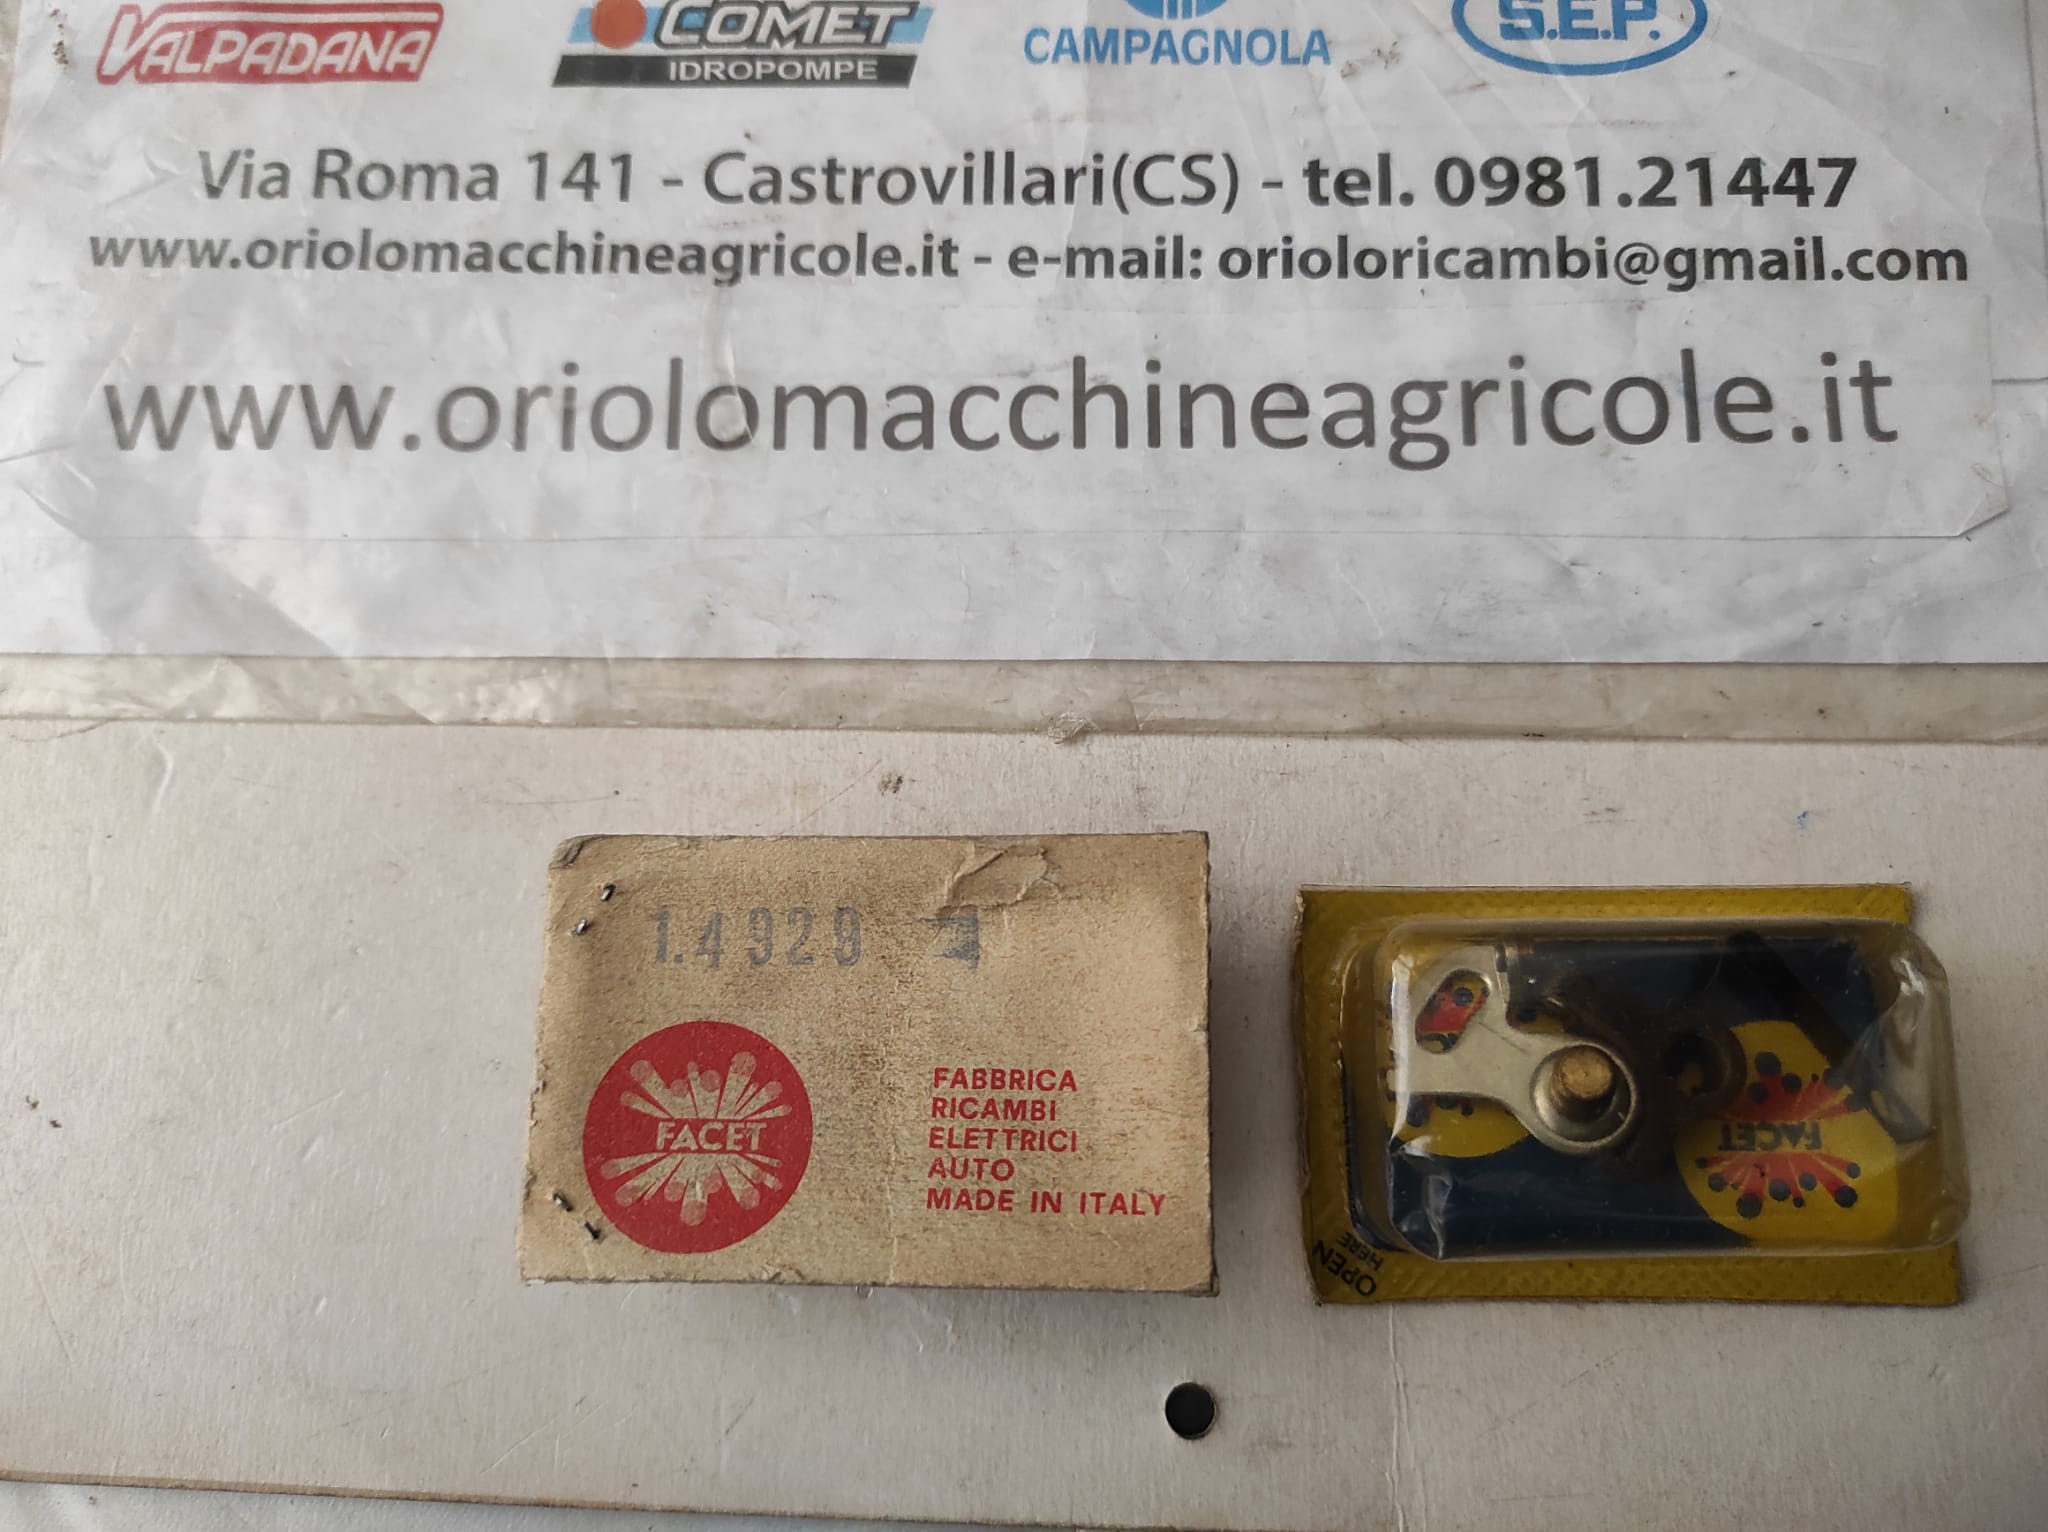 VALPADANA
COMET
IDROPOMPE
CAMPAGNOLA
S.E.P.
Via Roma 141 - Castrovillari(CS) - tel. 0981.21447
www.oriolomacchineagricole.it - e-mail: orioloricambi@gmail.com
www.oriolomacchineagricole.it
1.4929
FACET
FABBRICA
RICAMBI
ELETTRICI
AUTO
MADE IN ITALY
FACET
OPEN
HERE